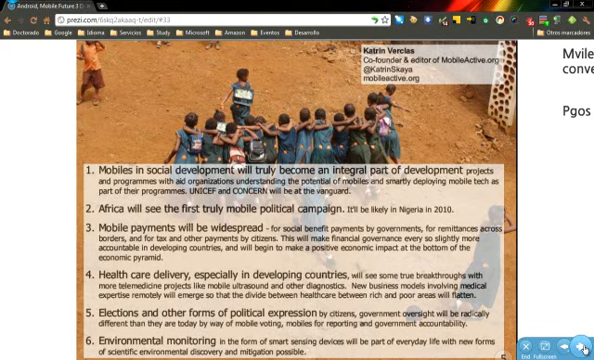 Android, Mobile Future
prezi.com/6skq2akaaq-t/edit/#33
Doctorado
Google
Idioma
Servicios
Study
Microsoft
Amazon
Eventos
Desarrollo
Otros marcadores
Katrin Verclas
Co-founder & editor of MobileActive.org
@KatrinSkaya
mobileactive.org
Mvile
conve
Pgos
1. Mobiles in social development will truly become an integral part of development projects
and programmes with aid organizations understanding the potential of mobiles and smartly deploying mobile tech as
part of their programmes. UNICEF and CONCERN will be at the vanguard.
2. Africa will see the first truly mobile political campaign. It'll be likely in Nigeria in 2010.
3. Mobile payments will be widespread - for social benefit payments by governments, for remittances across
borders, and for tax and other payments by citizens. This will make financial governance every so slightly more
accountable in developing countries, and will begin to make a positive economic impact at the bottom of the
economic pyramid.
4. Health care delivery, especially in developing countries, will see some true breakthroughs with
more telemedicine projects like mobile ultrasound and other diagnostics. New business models involving medical
expertise remotely will emerge so that the divide between healthcare between rich and poor areas will flatten.
5. Elections and other forms of political expression by citizens, government oversight will be radically
different than they are today by way of mobile voting, mobiles for reporting and government accountability.
6. Environmental monitoring in the form of smart sensing devices will be part of everyday life with new forms
of scientific environmental discovery and mitigation possible.
End Fullscreen